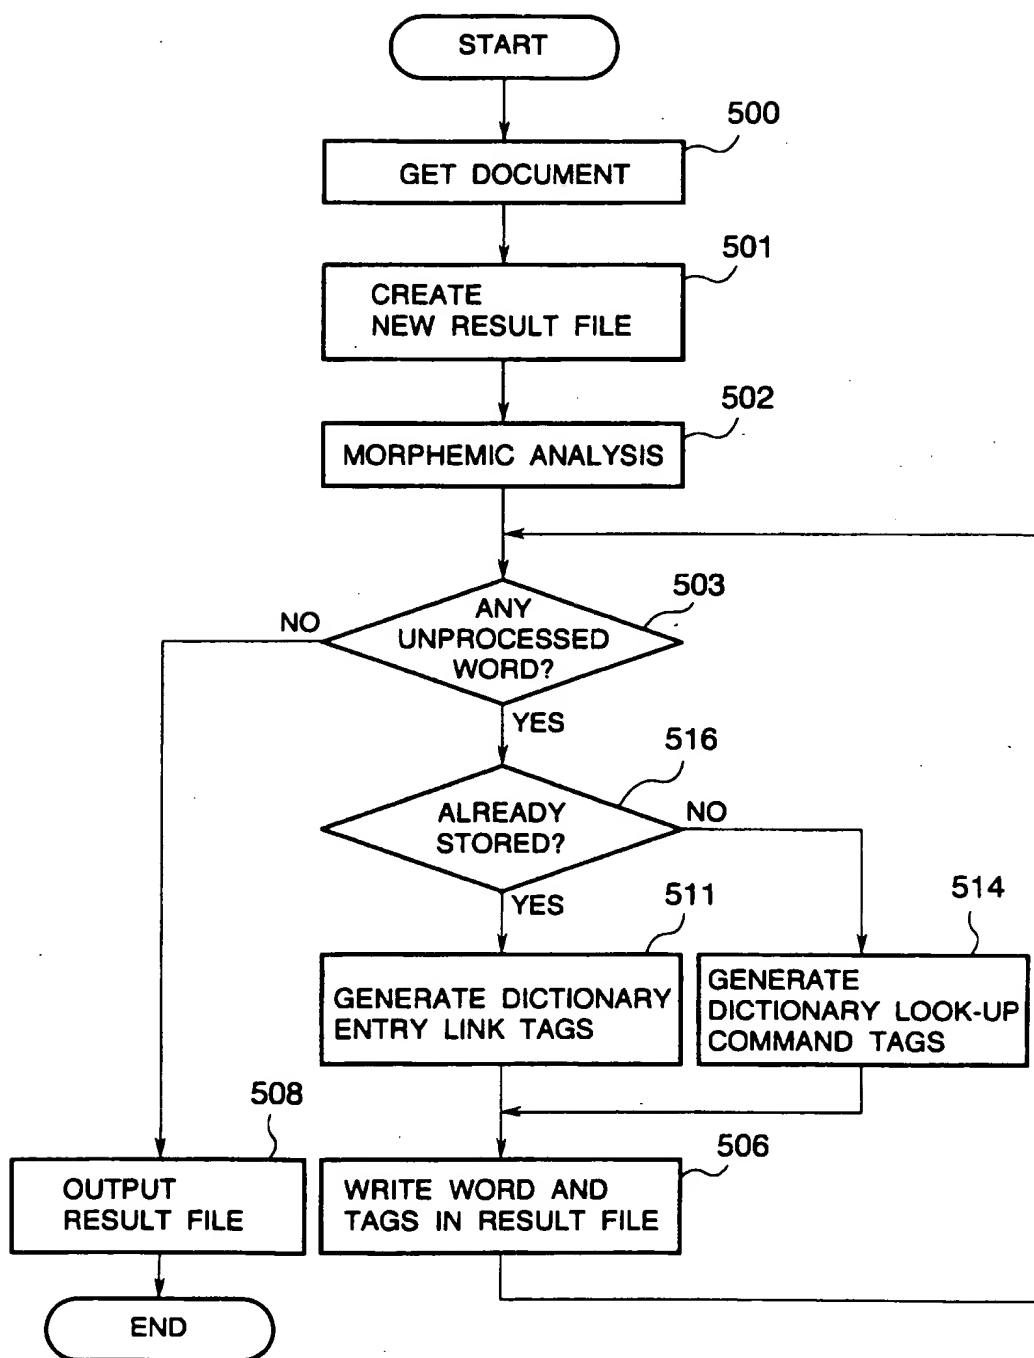 START
500
GET DOCUMENT
501
CREATE
NEW RESULT FILE
502
MORPHEMIC ANALYSIS
503
NO
ANY
UNPROCESSED
WORD?
YES
516
ALREADY
STORED?
NO
YES
511
514
GENERATE DICTIONARY
ENTRY LINK TAGS
GENERATE
DICTIONARY LOOK-UP
COMMAND TAGS
508
506
OUTPUT
RESULT FILE
WRITE WORD AND
TAGS IN RESULT FILE
END